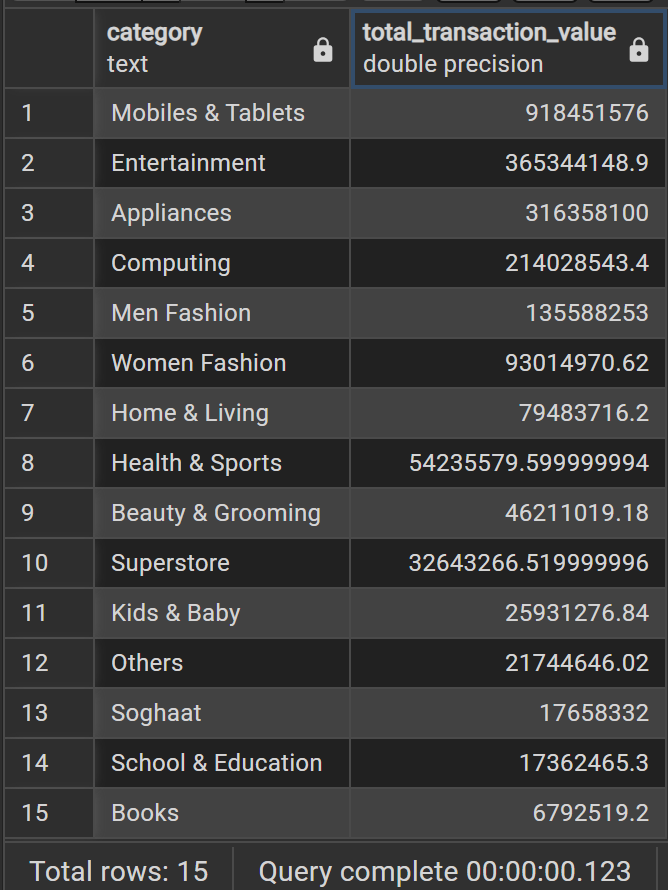 category total_transaction_value
text double precision
1 Mobiles & Tablets 918451576
2 Entertainment 365344148.9
3 Appliances 316358100
4 Computing 214028543.4
5 Men Fashion 135588253
6 Women Fashion 93014970.62
7 Home & Living 79483716.2
8 Health & Sports 54235579.599999994
9 Beauty & Grooming 46211019.18
10 Superstore 32643266.519999996
11 Kids & Baby 25931276.84
12 Others 21744646.02
13 Soghaat 17658332
14 School & Education 17362465.3
15 Books 6792519.2
Total rows: 15 Query complete 00:00:00.123